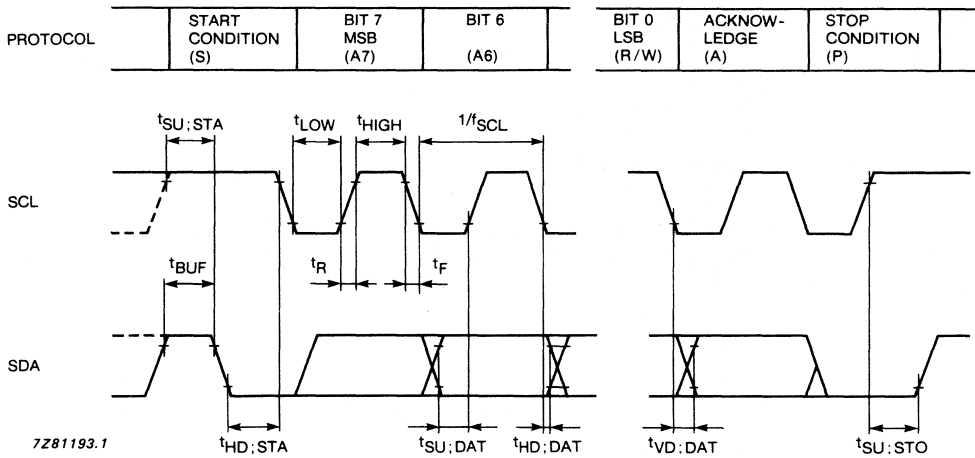 PROTOCOL
START
CONDITION
(S)
BIT 7
MSB
(A7)
BIT 6
(A6)
BIT 0
LSB
(R/W)
ACKNOW-
LEDGE
(A)
STOP
CONDITION
(P)
tSU;STA
tLOW
tHIGH
1/fSCL
SCL
tBUF
tR
tF
SDA
tHD;STA
tSU;DAT
tHD;DAT
tVD;DAT
tSU;STO
7Z81193.1